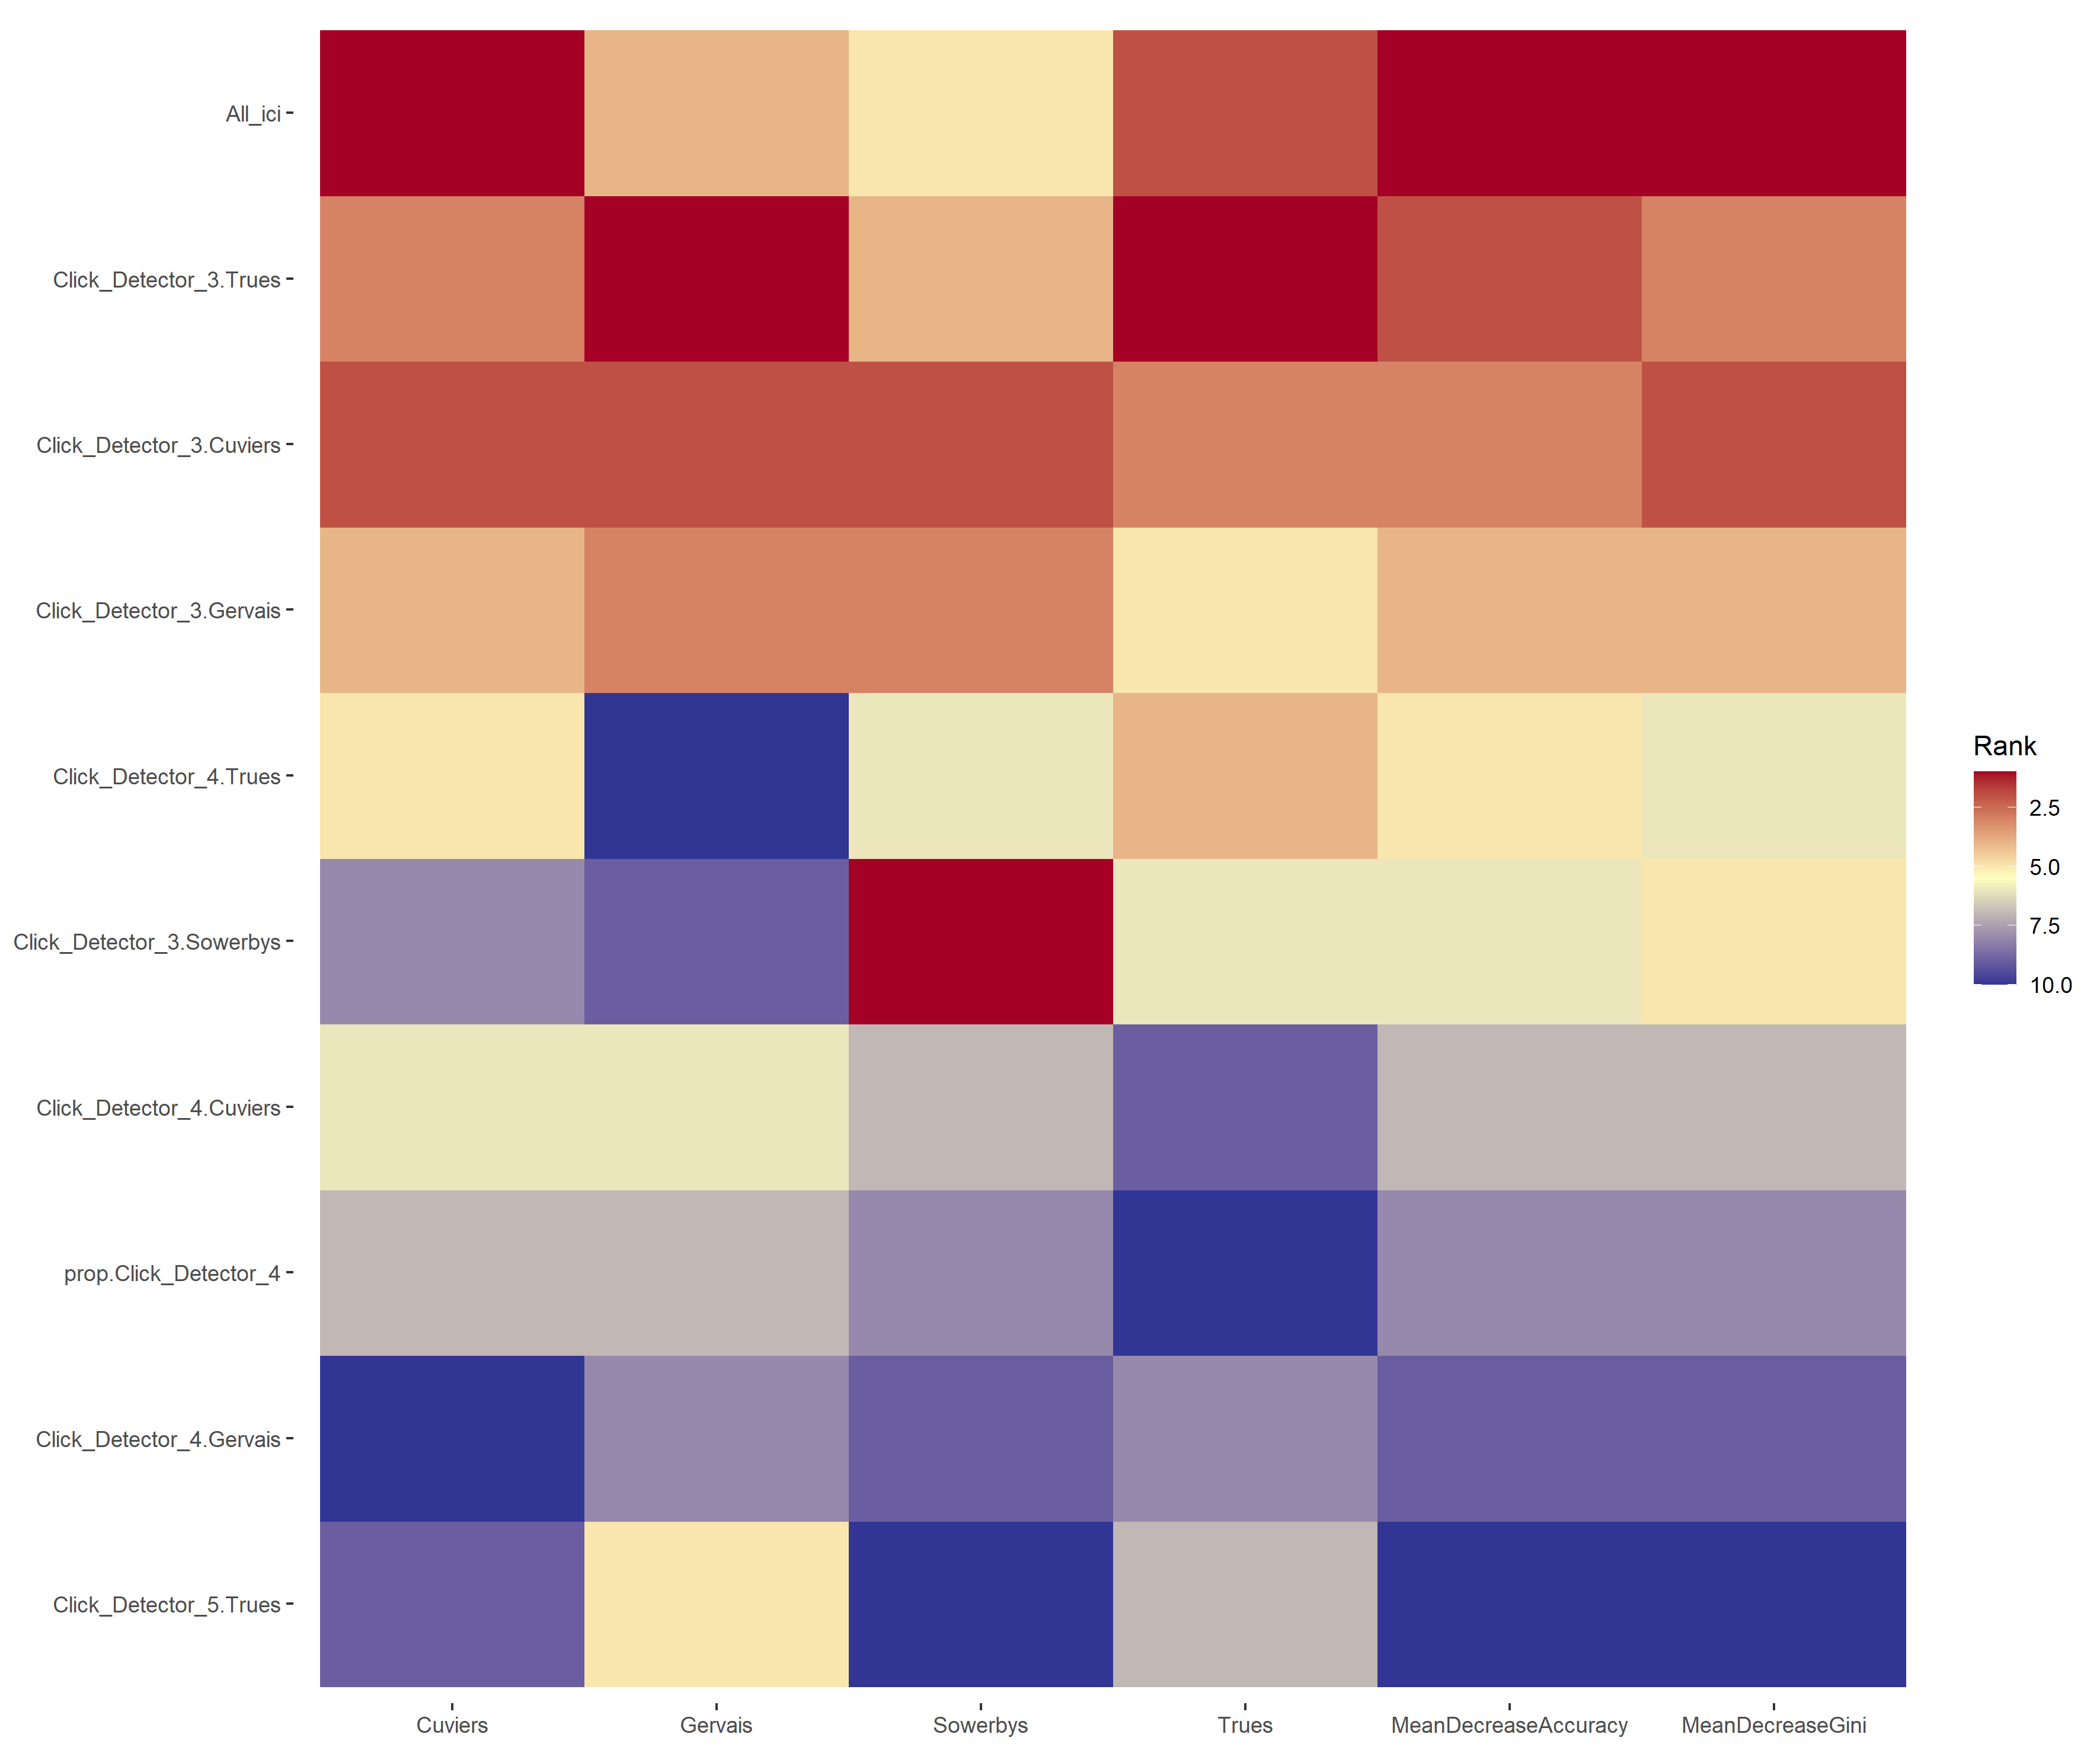 All_ici
Click_Detector_3.Trues
Click_Detector_3.Cuviers
Click_Detector_3.Gervais
Click_Detector_4.Trues
Click_Detector_3.Sowerbys
Click_Detector_4.Cuviers
prop.Click_Detector_4
Click_Detector_4.Gervais
Click_Detector_5.Trues
Cuviers Gervais Sowerbys Trues MeanDecreaseAccuracy MeanDecreaseGini
Rank
2.5
5.0
7.5
10.0